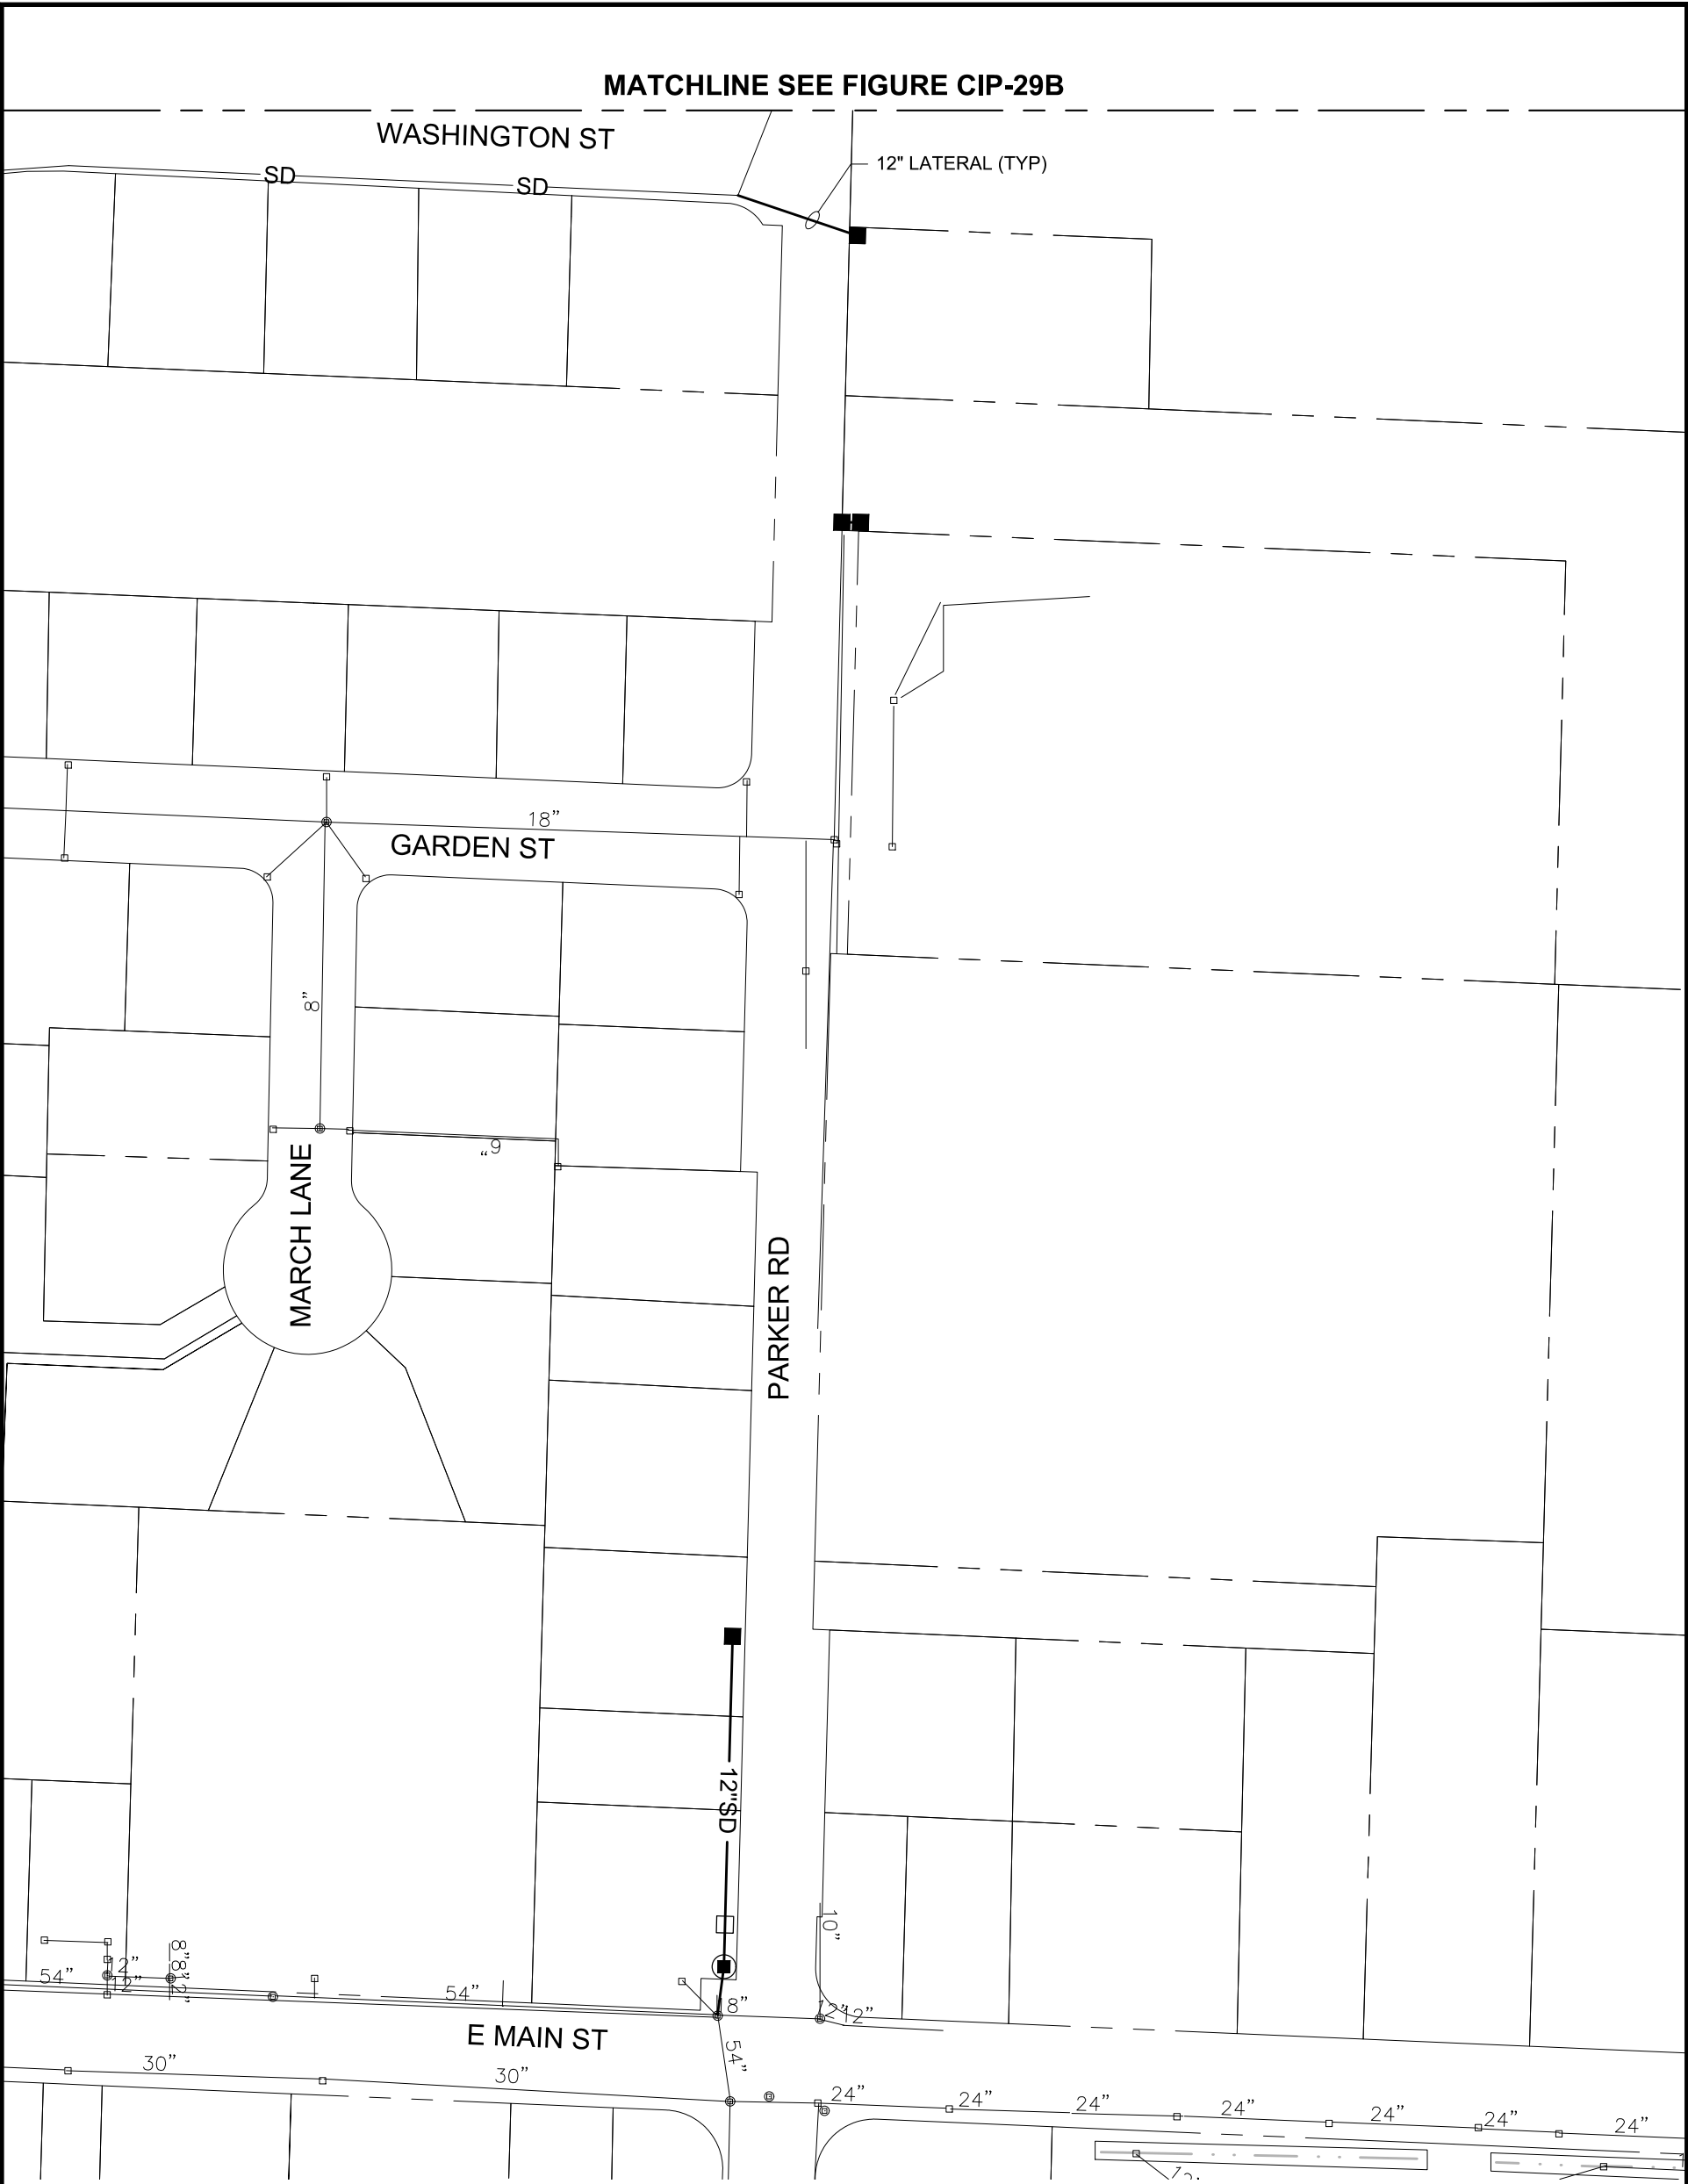 MATCHLINE SEE FIGURE CIP-29B
WASHINGTON ST
12" LATERAL (TYP)
SD
SD
18"
GARDEN ST
8"
6"
MARCH LANE
PARKER RD
12"SD
10"
8"
8"
12"
12"
12"
54"
54"
18"
12"
12"
E MAIN ST
54"
30"
30"
24"
24"
24"
24"
24"
24"
24"